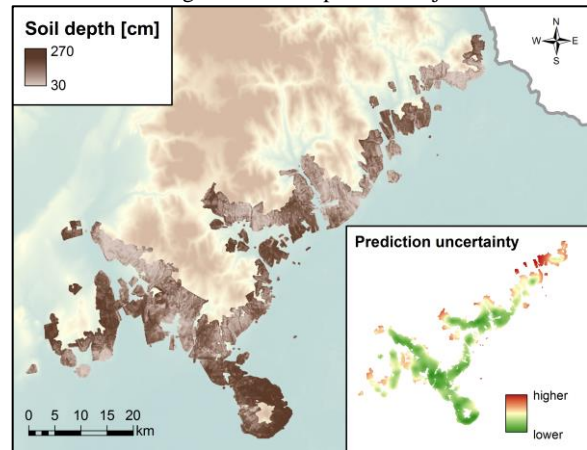 Soil depth [cm]
270
30
N
W E
S
Prediction uncertainty
higher
lower
0 5 10 15 20
km